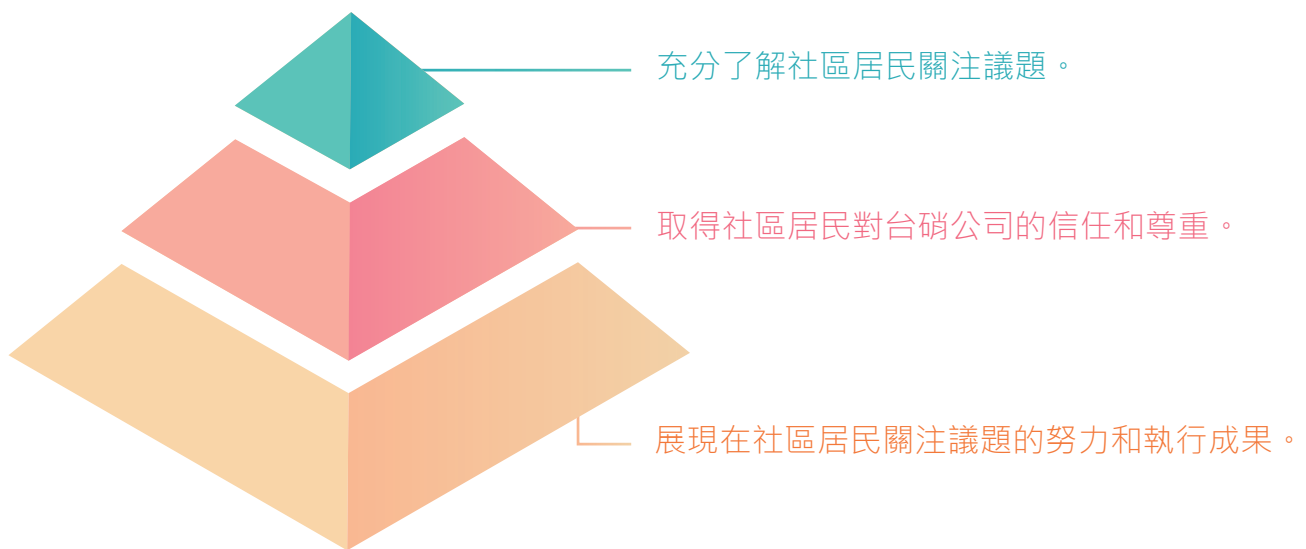 充分了解社區居民關注議題。
取得社區居民對台硝公司的信任和尊重。
展現在社區居民關注議題的努力和執行成果。